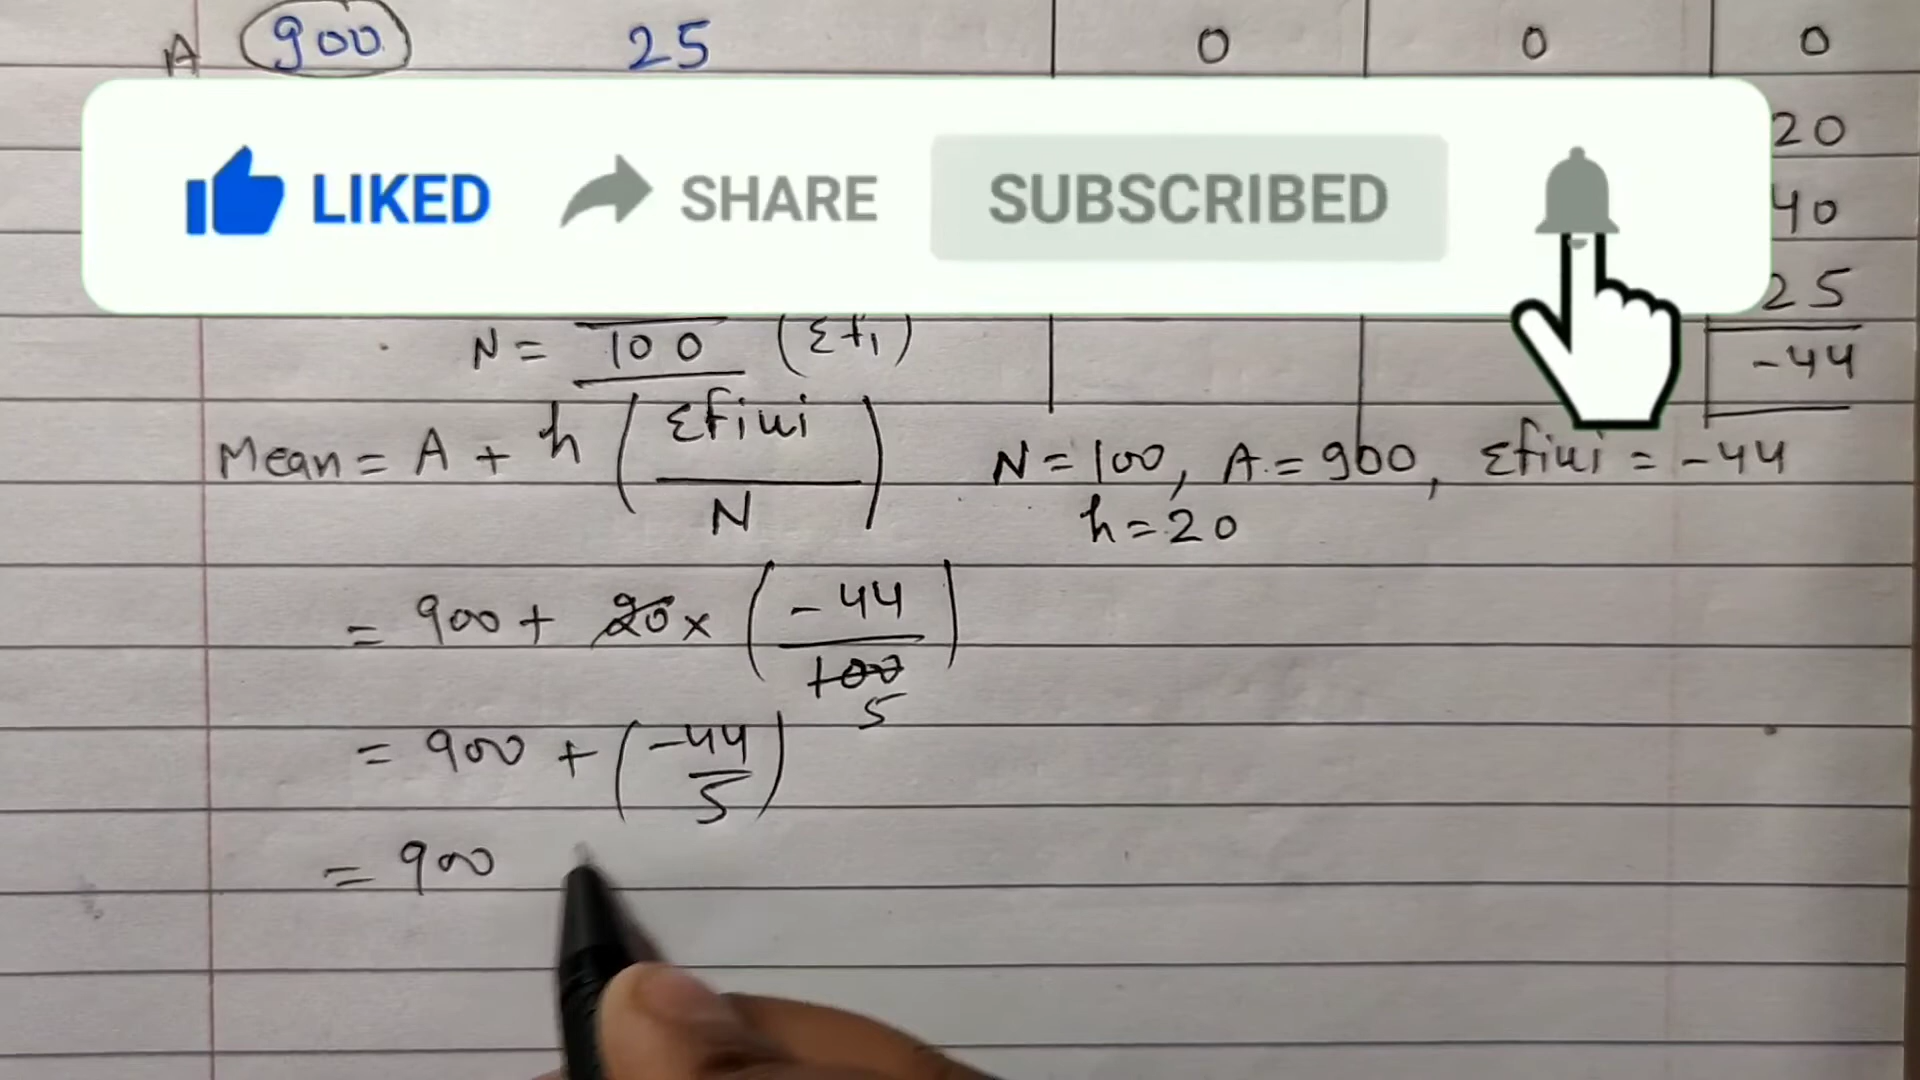 A 900 25 0 0 0
20
LIKED SHARE SUBSCRIBED
40
25
N = 100 (Σfi)
-44
Mean = A + h (Σfiui / N) N = 100, A = 900, Σfiui = -44
h = 20
= 900 + 20 x (-44 / 100)
5
= 900 + (-44 / 5)
= 900